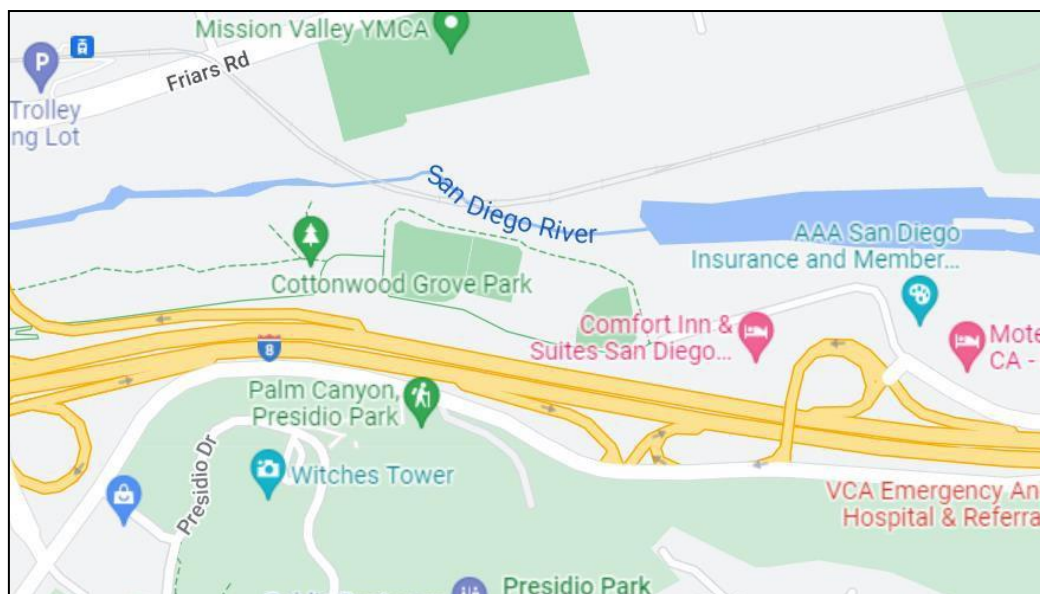 Mission Valley YMCA
P
Friars Rd
Trolley
ng Lot
San Diego River
AAA San Diego
Insurance and Member...
Cottonwood Grove Park
Comfort Inn &
Suites San Diego...
Mote
CA -
8
Palm Canyon,
Presidio Park
Presidio Dr
Witches Tower
VCA Emergency An
Hospital & Referra
Presidio Park